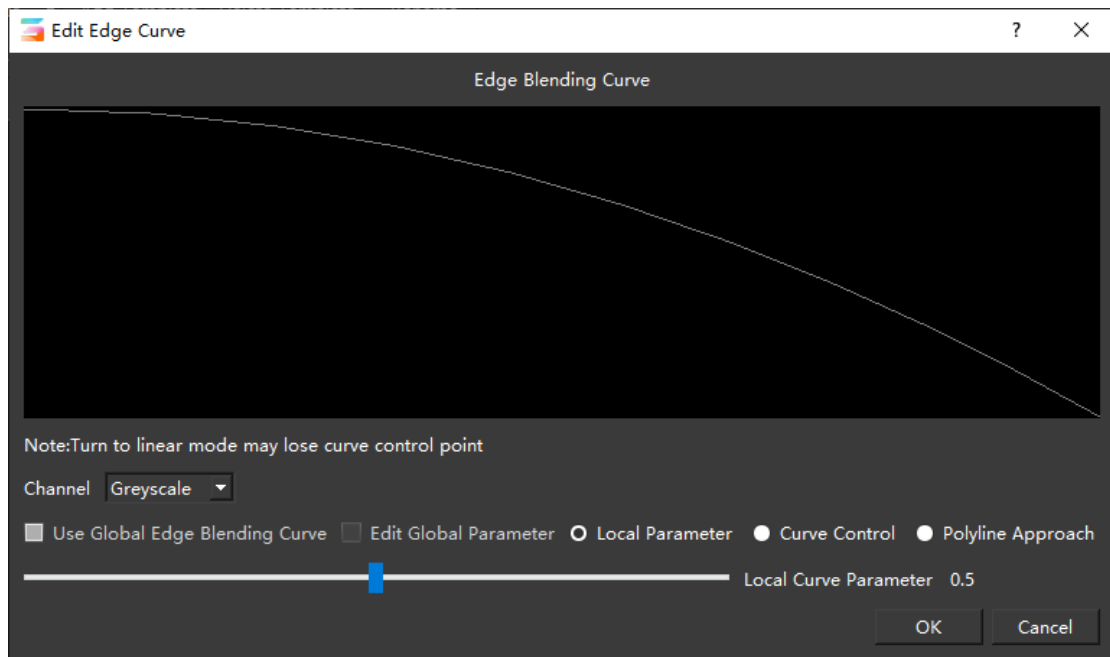 Edit Edge Curve ? ×
Edge Blending Curve
Note:Turn to linear mode may lose curve control point
Channel Greyscale
Use Global Edge Blending Curve Edit Global Parameter Local Parameter Curve Control Polyline Approach
Local Curve Parameter 0.5
OK Cancel